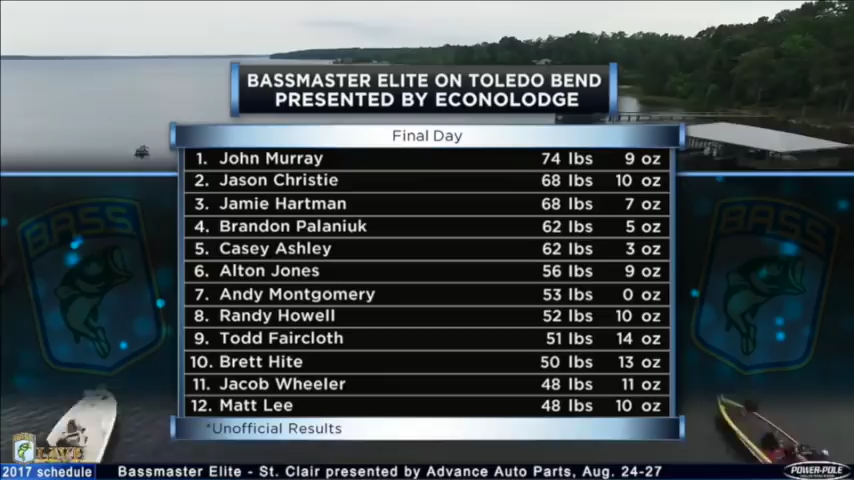 BASSMASTER ELITE ON TOLEDO BEND
PRESENTED BY ECONOLODGE
Final Day
1. John Murray 74 lbs 9 oz
2. Jason Christie 68 lbs 10 oz
3. Jamie Hartman 68 lbs 7 oz
4. Brandon Palaniuk 62 lbs 5 oz
5. Casey Ashley 62 lbs 3 oz
6. Alton Jones 56 lbs 9 oz
7. Andy Montgomery 53 lbs 0 oz
8. Randy Howell 52 lbs 10 oz
9. Todd Faircloth 51 lbs 14 oz
10. Brett Hite 50 lbs 13 oz
11. Jacob Wheeler 48 lbs 11 oz
12. Matt Lee 48 lbs 10 oz
*Unofficial Results
BASS
BASS
LIVE
2017 schedule Bassmaster Elite - St. Clair presented by Advance Auto Parts, Aug. 24-27
POWER-POLE